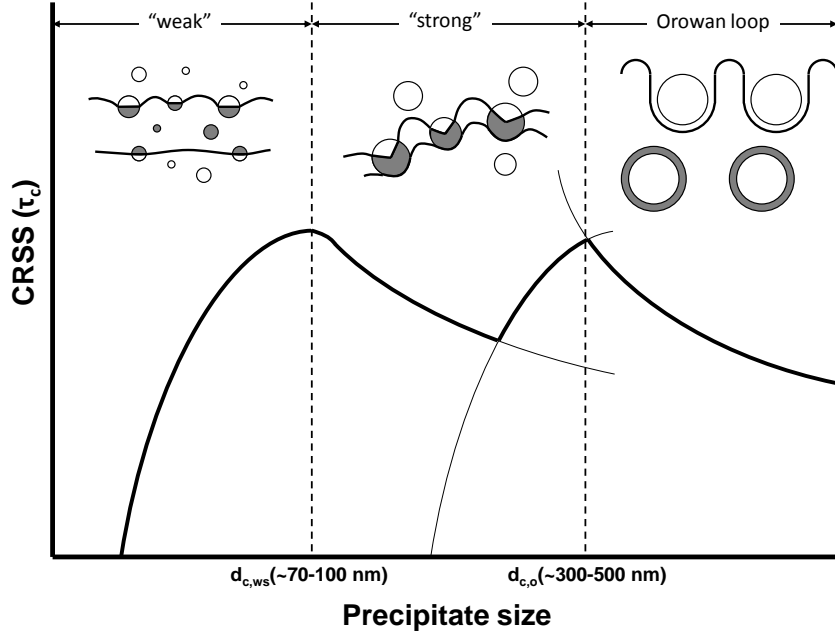 “weak”
“strong”
Orowan loop
CRSS (τc)
dc,ws(~70-100 nm)
dc,o(~300-500 nm)
Precipitate size